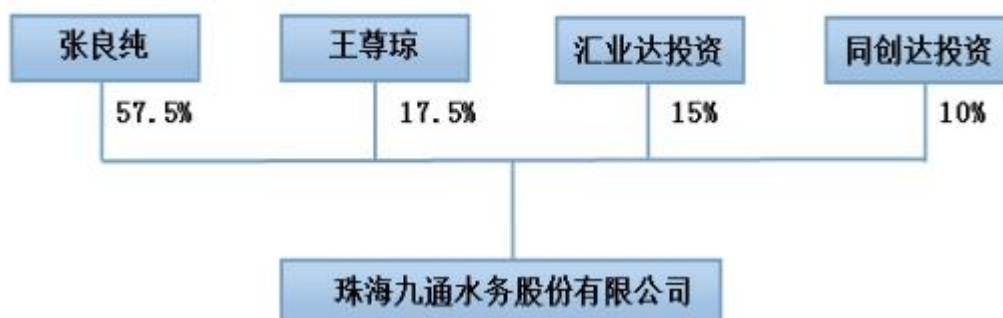 张良纯
王尊琼
汇业达投资
同创达投资
57.5%
17.5%
15%
10%
珠海九通水务股份有限公司